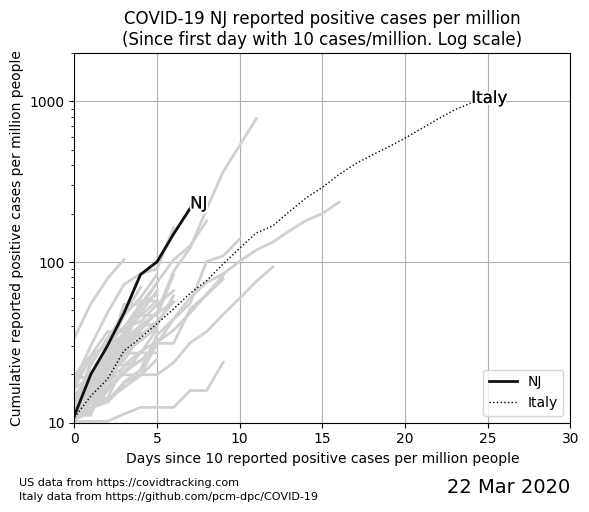 COVID-19 NJ reported positive cases per million
(Since first day with 10 cases/million. Log scale)
Cumulative reported positive cases per million people
1000
100
10
Italy
NJ
NJ
Italy
0
5
10
15
20
25
30
Days since 10 reported positive cases per million people
US data from https://covidtracking.com
Italy data from https://github.com/pcm-dpc/COVID-19
22 Mar 2020